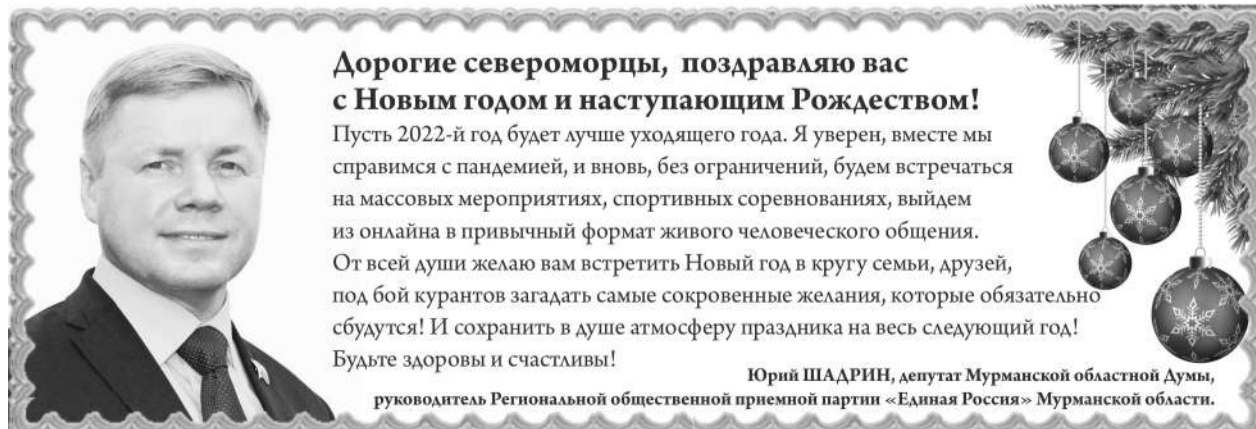 Дорогие североморцы, поздравляю вас
с Новым годом и наступающим Рождеством!
Пусть 2022-й год будет лучше уходящего года. Я уверен, вместе мы
справимся с пандемией, и вновь, без ограничений, будем встречаться
на массовых мероприятиях, спортивных соревнованиях, выйдем
из онлайна в привычный формат живого человеческого общения.
От всей души желаю вам встретить Новый год в кругу семьи, друзей,
под бой курантов загадать самые сокровенные желания, которые обязательно
сбудутся! И сохранить в душе атмосферу праздника на весь следующий год!
Будьте здоровы и счастливы!
Юрий ШАДРИН, депутат Мурманской областной Думы,
руководитель Региональной общественной приемной партии «Единая Россия» Мурманской области.